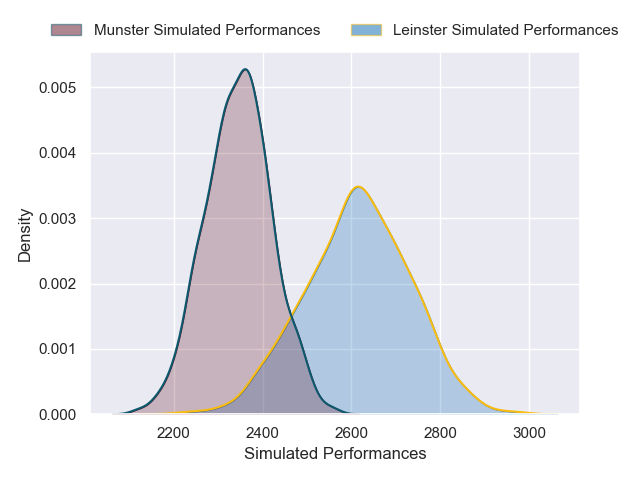 Munster Simulated Performances Leinster Simulated Performances
0.005
0.004
0.003
0.002
0.001
0.000
Density
2200 2400 2600 2800 3000
Simulated Performances